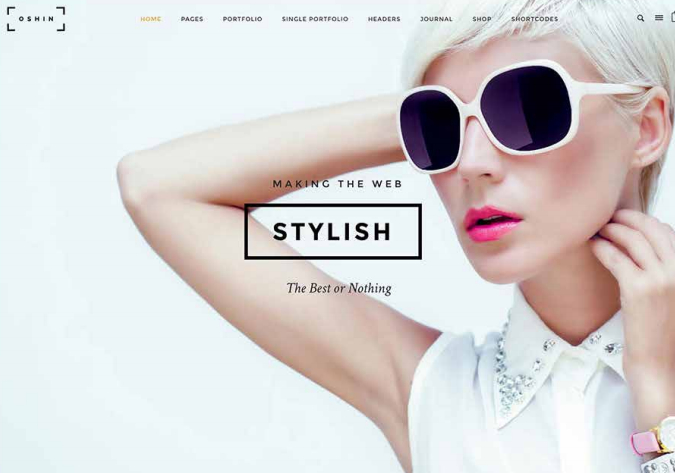 OSHIN
HOME PAGES PORTFOLIO SINGLE PORTFOLIO HEADERS JOURNAL SHOP SHORTCODES
MAKING THE WEB
STYLISH
The Best or Nothing